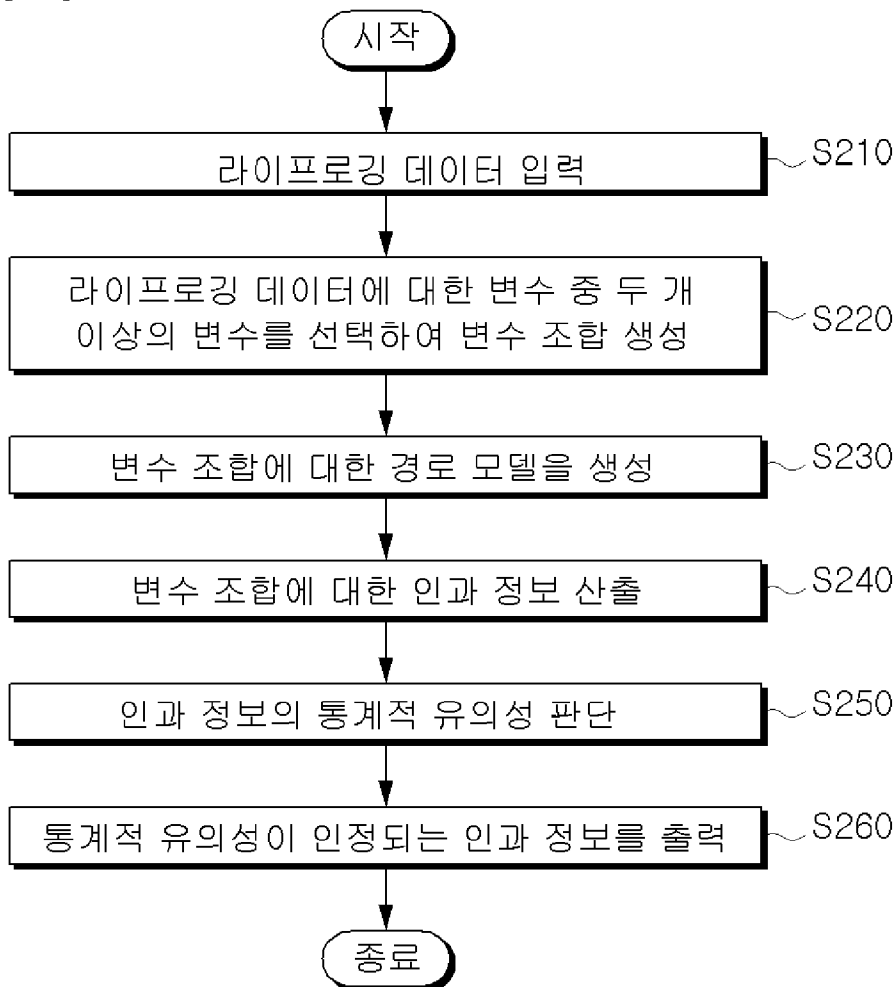 시작
라이프로깅 데이터 입력
S210
라이프로깅 데이터에 대한 변수 중 두 개
이상의 변수를 선택하여 변수 조합 생성
S220
변수 조합에 대한 경로 모델을 생성
S230
변수 조합에 대한 인과 정보 산출
S240
인과 정보의 통계적 유의성 판단
S250
통계적 유의성이 인정되는 인과 정보를 출력
S260
종료